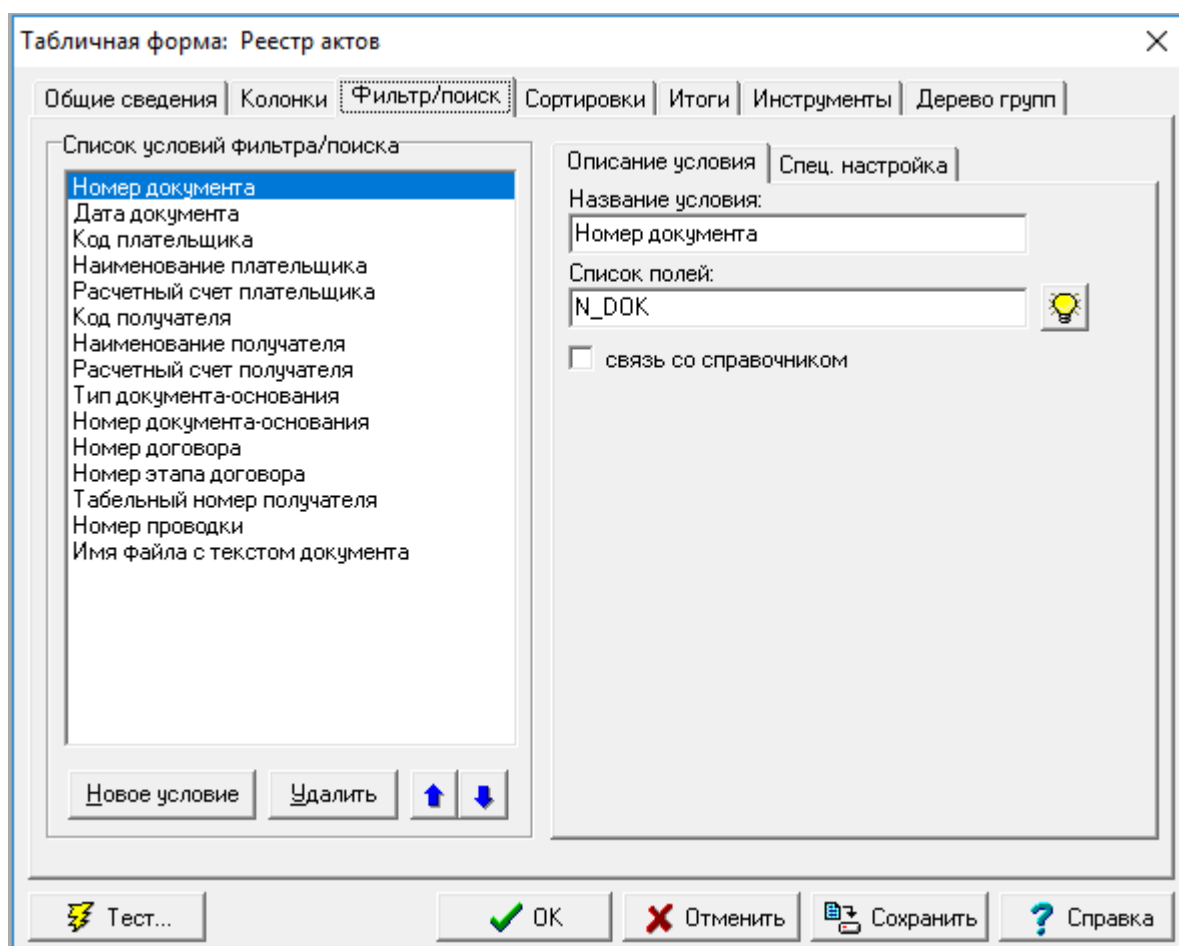 Табличная форма: Реестр актов
Общие сведения Колонки Фильтр/поиск Сортировки Итоги Инструменты Дерево групп
Список условий фильтра/поиска
Номер документа
Дата документа
Код плательщика
Наименование плательщика
Расчетный счет плательщика
Код получателя
Наименование получателя
Расчетный счет получателя
Тип документа-основания
Номер документа-основания
Номер договора
Номер этапа договора
Табельный номер получателя
Номер проводки
Имя файла с текстом документа
Новое условие Удалить
Описание условия Спец. настройка
Название условия:
Номер документа
Список полей:
N_DOK
связь со справочником
Тест... OK Отменить Сохранить Справка